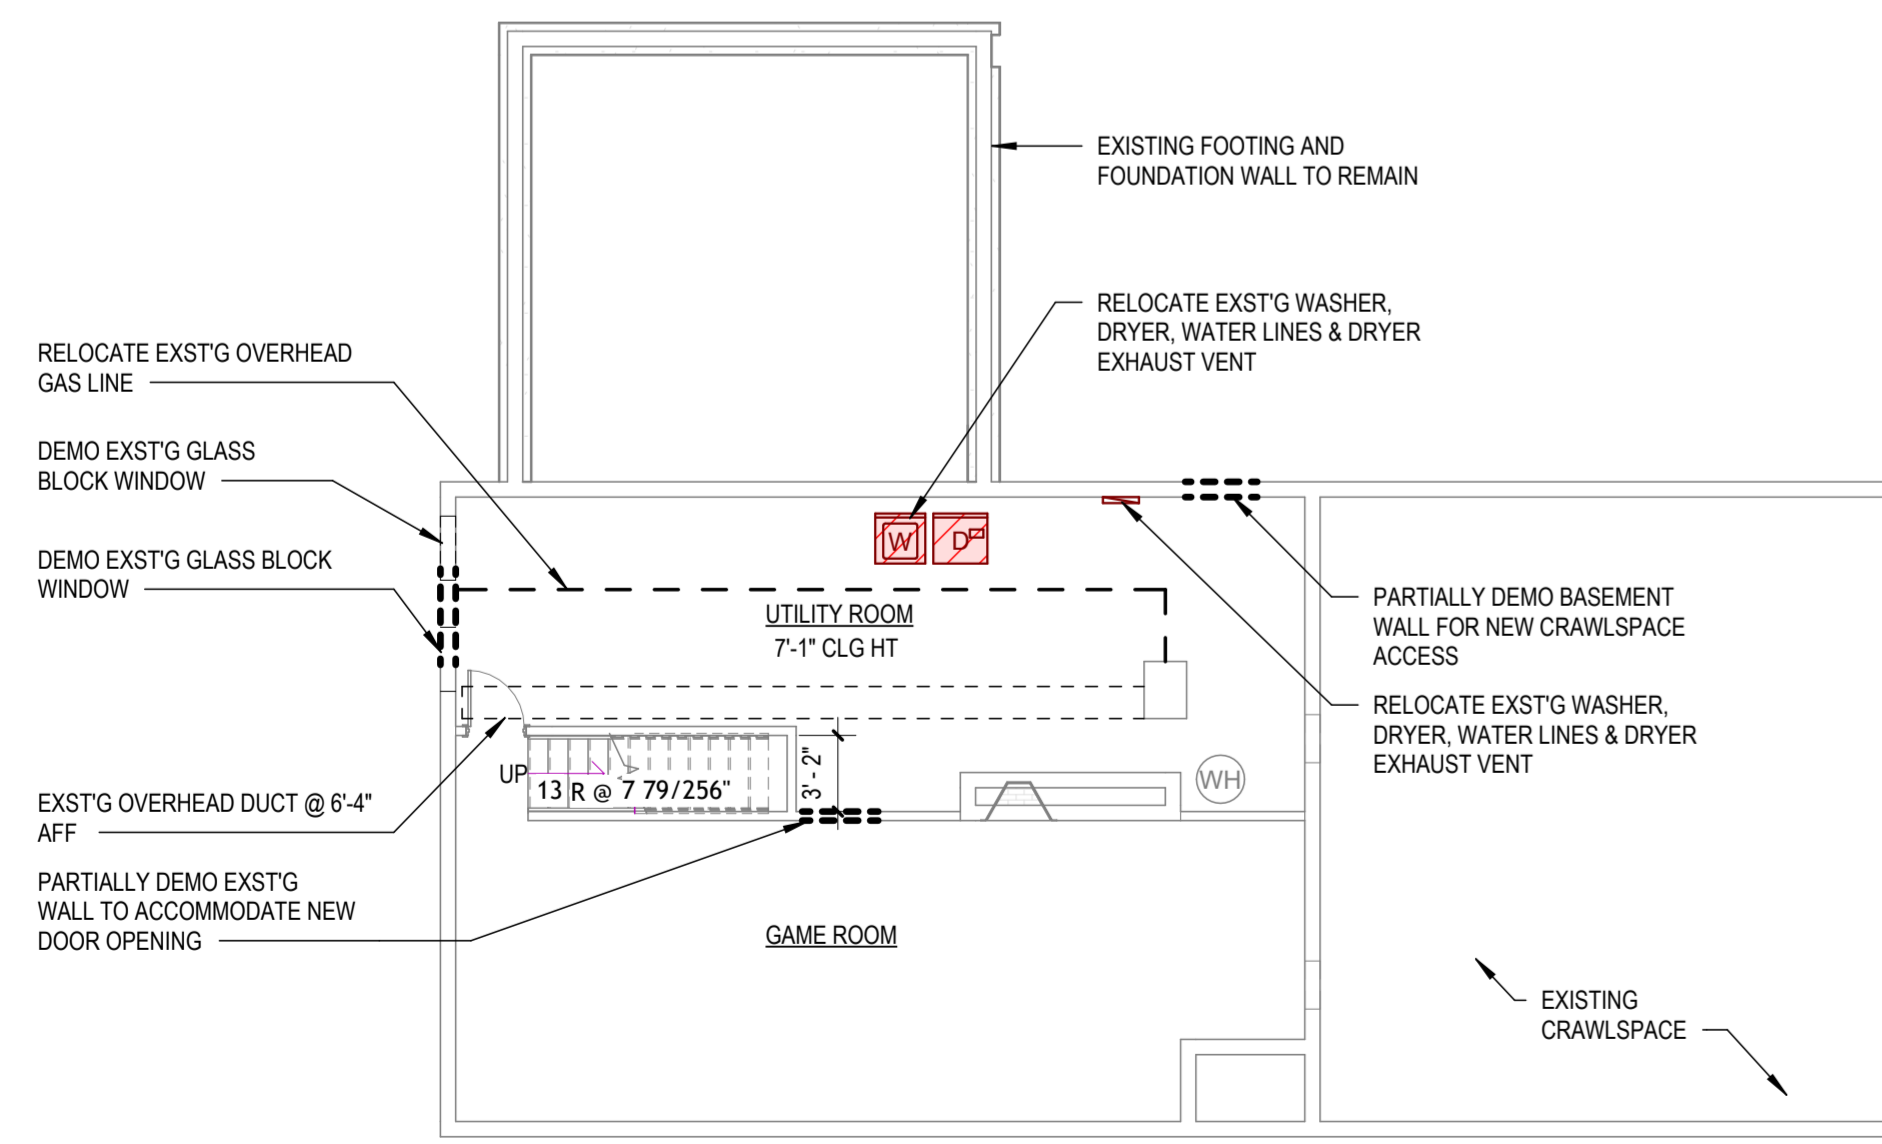 EXISTING FOOTING AND
FOUNDATION WALL TO REMAIN
RELOCATE EXST'G WASHER,
DRYER, WATER LINES & DRYER
EXHAUST VENT
RELOCATE EXST'G OVERHEAD
GAS LINE
DEMO EXST'G GLASS
BLOCK WINDOW
DEMO EXST'G GLASS BLOCK
WINDOW
W
D
UTILITY ROOM
7'-1" CLG HT
PARTIALLY DEMO BASEMENT
WALL FOR NEW CRAWLSPACE
ACCESS
RELOCATE EXST'G WASHER,
DRYER, WATER LINES & DRYER
EXHAUST VENT
UP
13 R @ 7 79/256"
3' - 2"
WH
EXST'G OVERHEAD DUCT @ 6'-4"
AFF
PARTIALLY DEMO EXST'G
WALL TO ACCOMMODATE NEW
DOOR OPENING
GAME ROOM
EXISTING
CRAWLSPACE